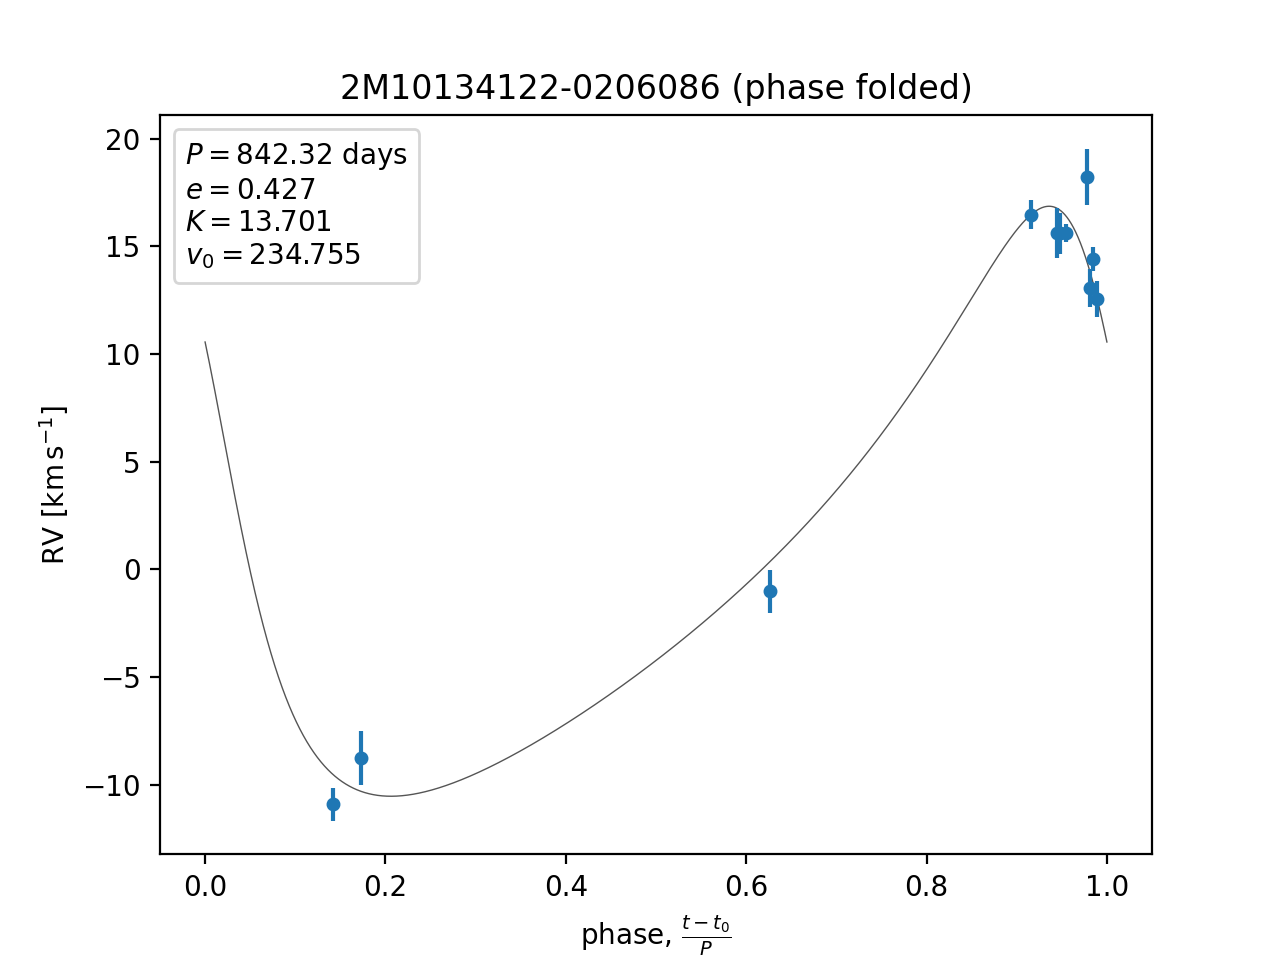 2M10134122-0206086 (phase folded)
P = 842.32 days
e = 0.427
K = 13.701
v₀ = 234.755
20
15
10
5
0
−5
−10
RV [km s⁻¹]
0.0 0.2 0.4 0.6 0.8 1.0
phase, (t − t₀)/P